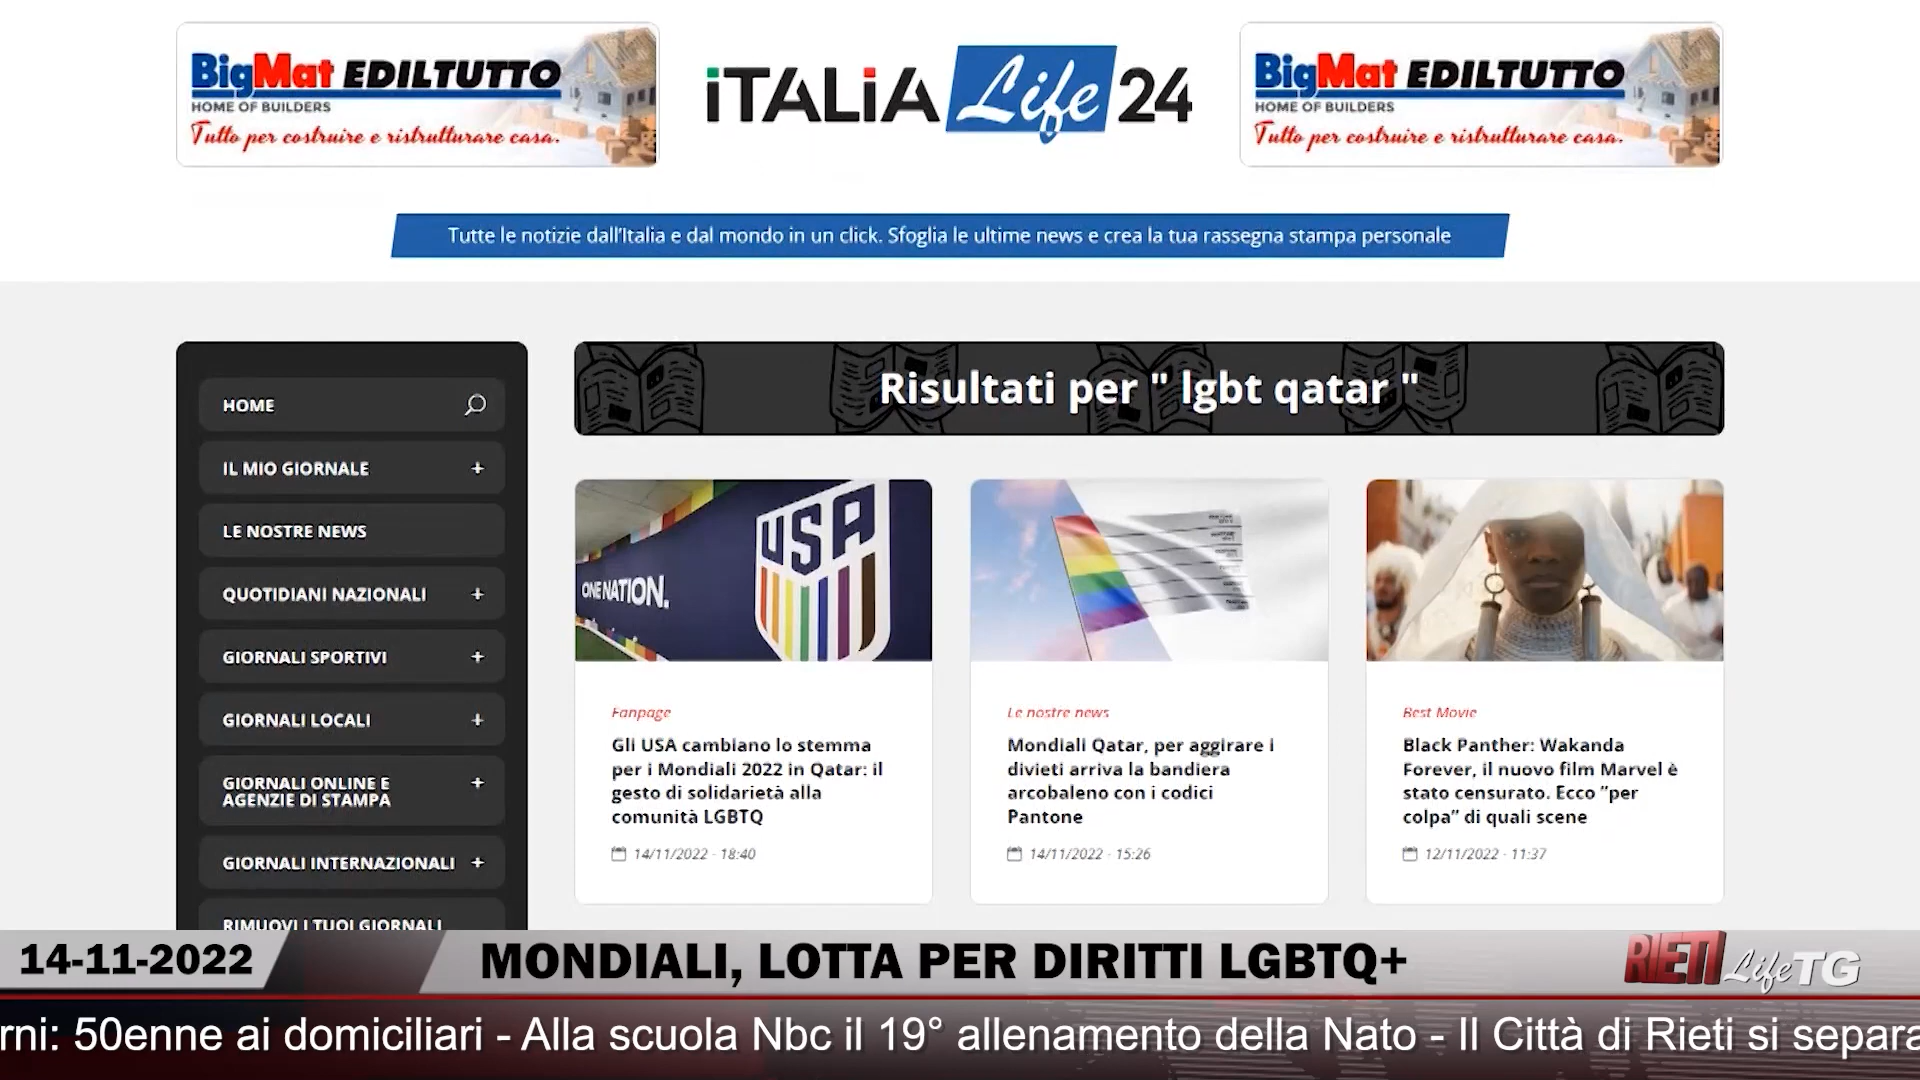 BigMat EDILTUTTO
HOME OF BUILDERS
Tutto per costruire e ristrutturare casa.
iTALiA Life 24
BigMat EDILTUTTO
HOME OF BUILDERS
Tutto per costruire e ristrutturare casa.
Tutte le notizie dall'Italia e dal mondo in un click. Sfoglia le ultime news e crea la tua rassegna stampa personale
HOME
IL MIO GIORNALE +
LE NOSTRE NEWS
QUOTIDIANI NAZIONALI +
GIORNALI SPORTIVI +
GIORNALI LOCALI +
GIORNALI ONLINE E +
AGENZIE DI STAMPA
GIORNALI INTERNAZIONALI +
RIMUOVI I TUOI GIORNALI
Risultati per " lgbt qatar "
ONE NATION.
USA
Fanpage
Gli USA cambiano lo stemma
per i Mondiali 2022 in Qatar: il
gesto di solidarietà alla
comunità LGBTQ
14/11/2022 - 18:40
Le nostre news
Mondiali Qatar, per aggirare i
divieti arriva la bandiera
arcobaleno con i codici
Pantone
14/11/2022 - 15:26
Best Movie
Black Panther: Wakanda
Forever, il nuovo film Marvel è
stato censurato. Ecco "per
colpa" di quali scene
12/11/2022 - 11:37
14-11-2022
MONDIALI, LOTTA PER DIRITTI LGBTQ+
RIETI Life TG
rni: 50enne ai domiciliari - Alla scuola Nbc il 19° allenamento della Nato - Il Città di Rieti si separa